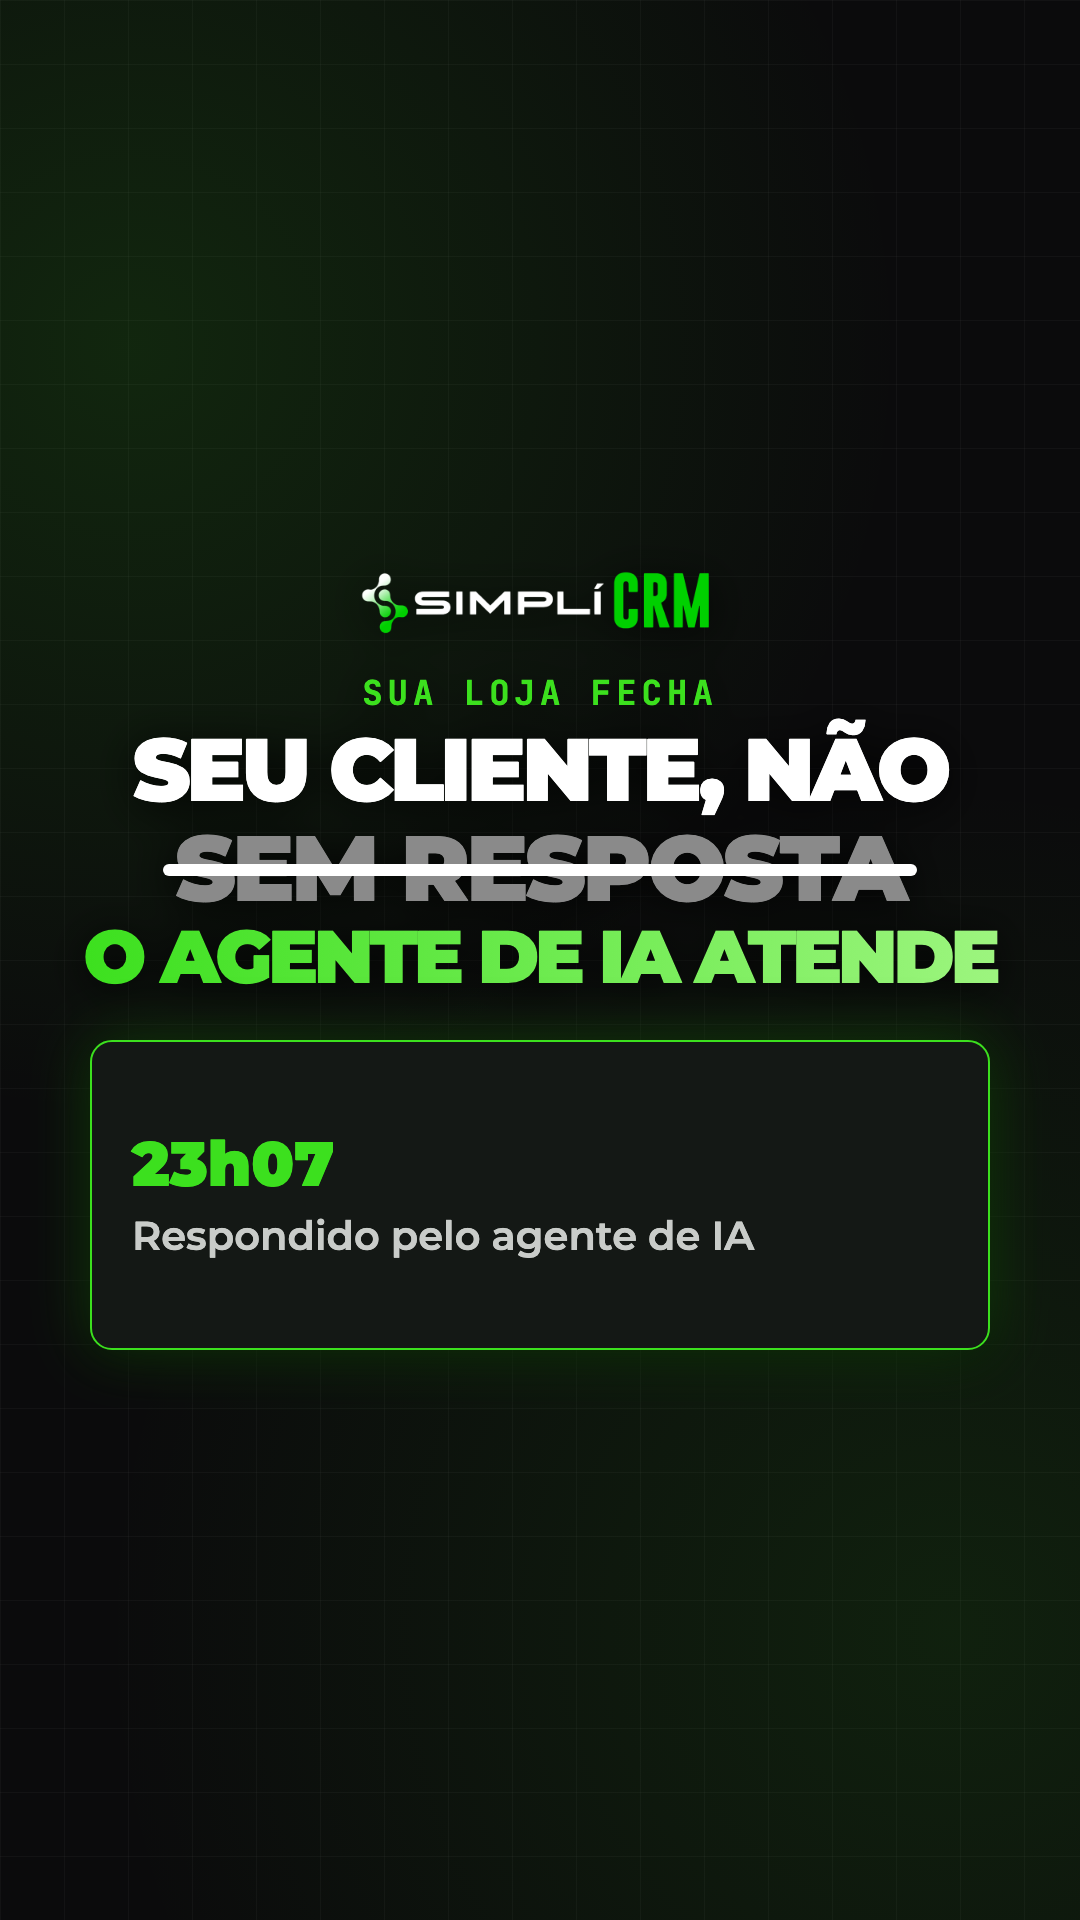 SIMPLÍ CRM
SUA LOJA FECHA
SEU CLIENTE, NÃO
SEM RESPOSTA
O AGENTE DE IA ATENDE
23h07
Respondido pelo agente de IA